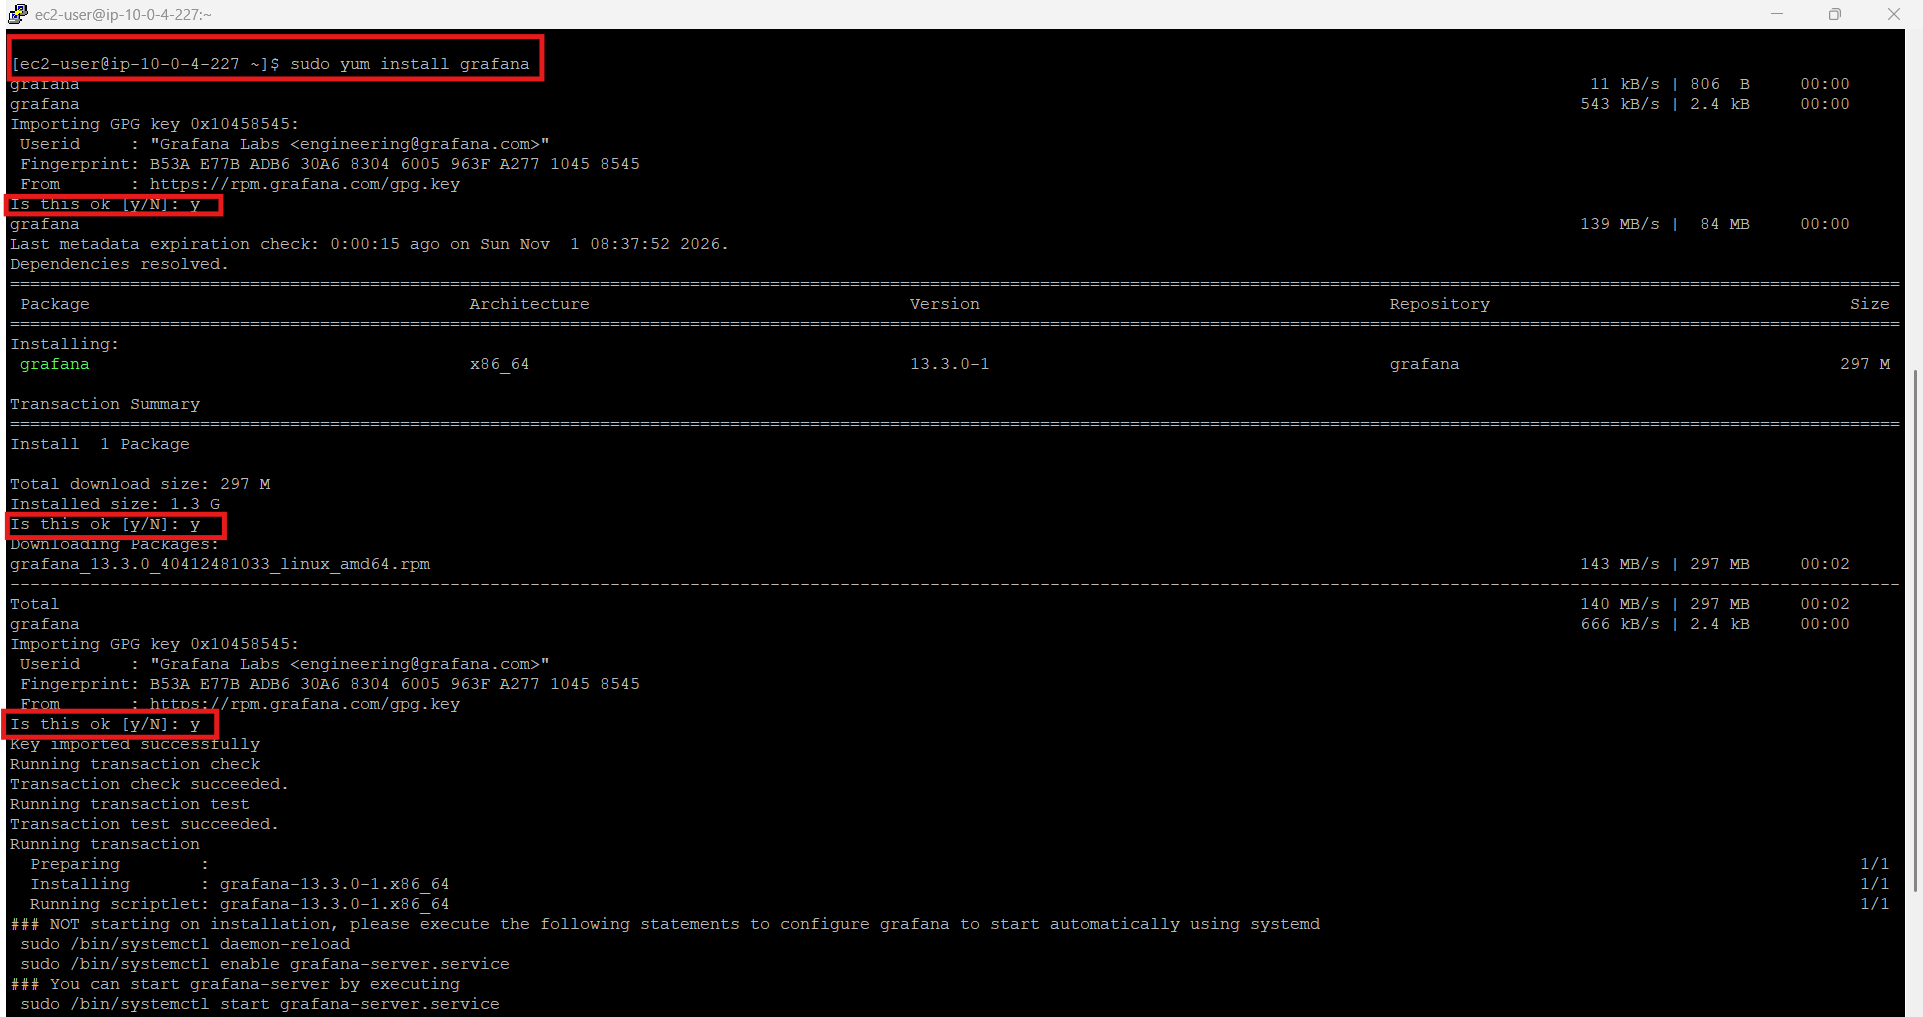 ec2-user@ip-10-0-4-227:~
[ec2-user@ip-10-0-4-227 ~]$ sudo yum install grafana
grafana 11 kB/s | 806 B 00:00
grafana 543 kB/s | 2.4 kB 00:00
Importing GPG key 0x10458545:
Userid : "Grafana Labs <engineering@grafana.com>"
Fingerprint: B53A E77B ADB6 30A6 8304 6005 963F A277 1045 8545
From : https://rpm.grafana.com/gpg.key
Is this ok [y/N]: y
grafana 139 MB/s | 84 MB 00:00
Last metadata expiration check: 0:00:15 ago on Sun Nov 1 08:37:52 2026.
Dependencies resolved.
================================================================================
Package Architecture Version Repository Size
================================================================================
Installing:
grafana x86_64 13.3.0-1 grafana 297 M
Transaction Summary
================================================================================
Install 1 Package
Total download size: 297 M
Installed size: 1.3 G
Is this ok [y/N]: y
Downloading Packages:
grafana_13.3.0_40412481033_linux_amd64.rpm 143 MB/s | 297 MB 00:02
--------------------------------------------------------------------------------
Total 140 MB/s | 297 MB 00:02
grafana 666 kB/s | 2.4 kB 00:00
Importing GPG key 0x10458545:
Userid : "Grafana Labs <engineering@grafana.com>"
Fingerprint: B53A E77B ADB6 30A6 8304 6005 963F A277 1045 8545
From : https://rpm.grafana.com/gpg.key
Is this ok [y/N]: y
Key imported successfully
Running transaction check
Transaction check succeeded.
Running transaction test
Transaction test succeeded.
Running transaction
Preparing : 1/1
Installing : grafana-13.3.0-1.x86_64 1/1
Running scriptlet: grafana-13.3.0-1.x86_64 1/1
### NOT starting on installation, please execute the following statements to configure grafana to start automatically using systemd
sudo /bin/systemctl daemon-reload
sudo /bin/systemctl enable grafana-server.service
### You can start grafana-server by executing
sudo /bin/systemctl start grafana-server.service